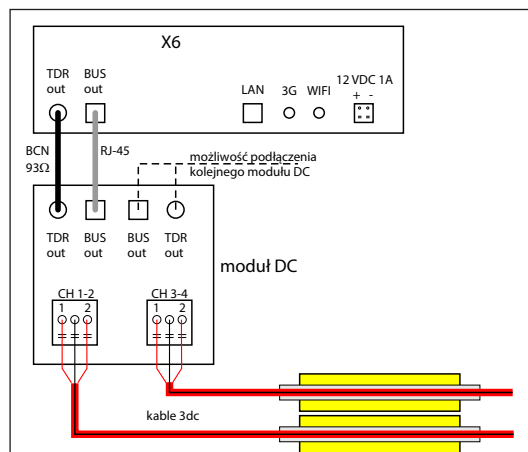 X6
TDR
out
BUS
out
LAN
3G
WIFI
12 VDC 1A
+ -
BCN
93Ω
RJ-45
możliwość podłączenia
kolejnego modułu DC
TDR
out
BUS
out
BUS
out
TDR
out
moduł DC
CH 1-2
1 2
CH 3-4
1 2
kable 3dc